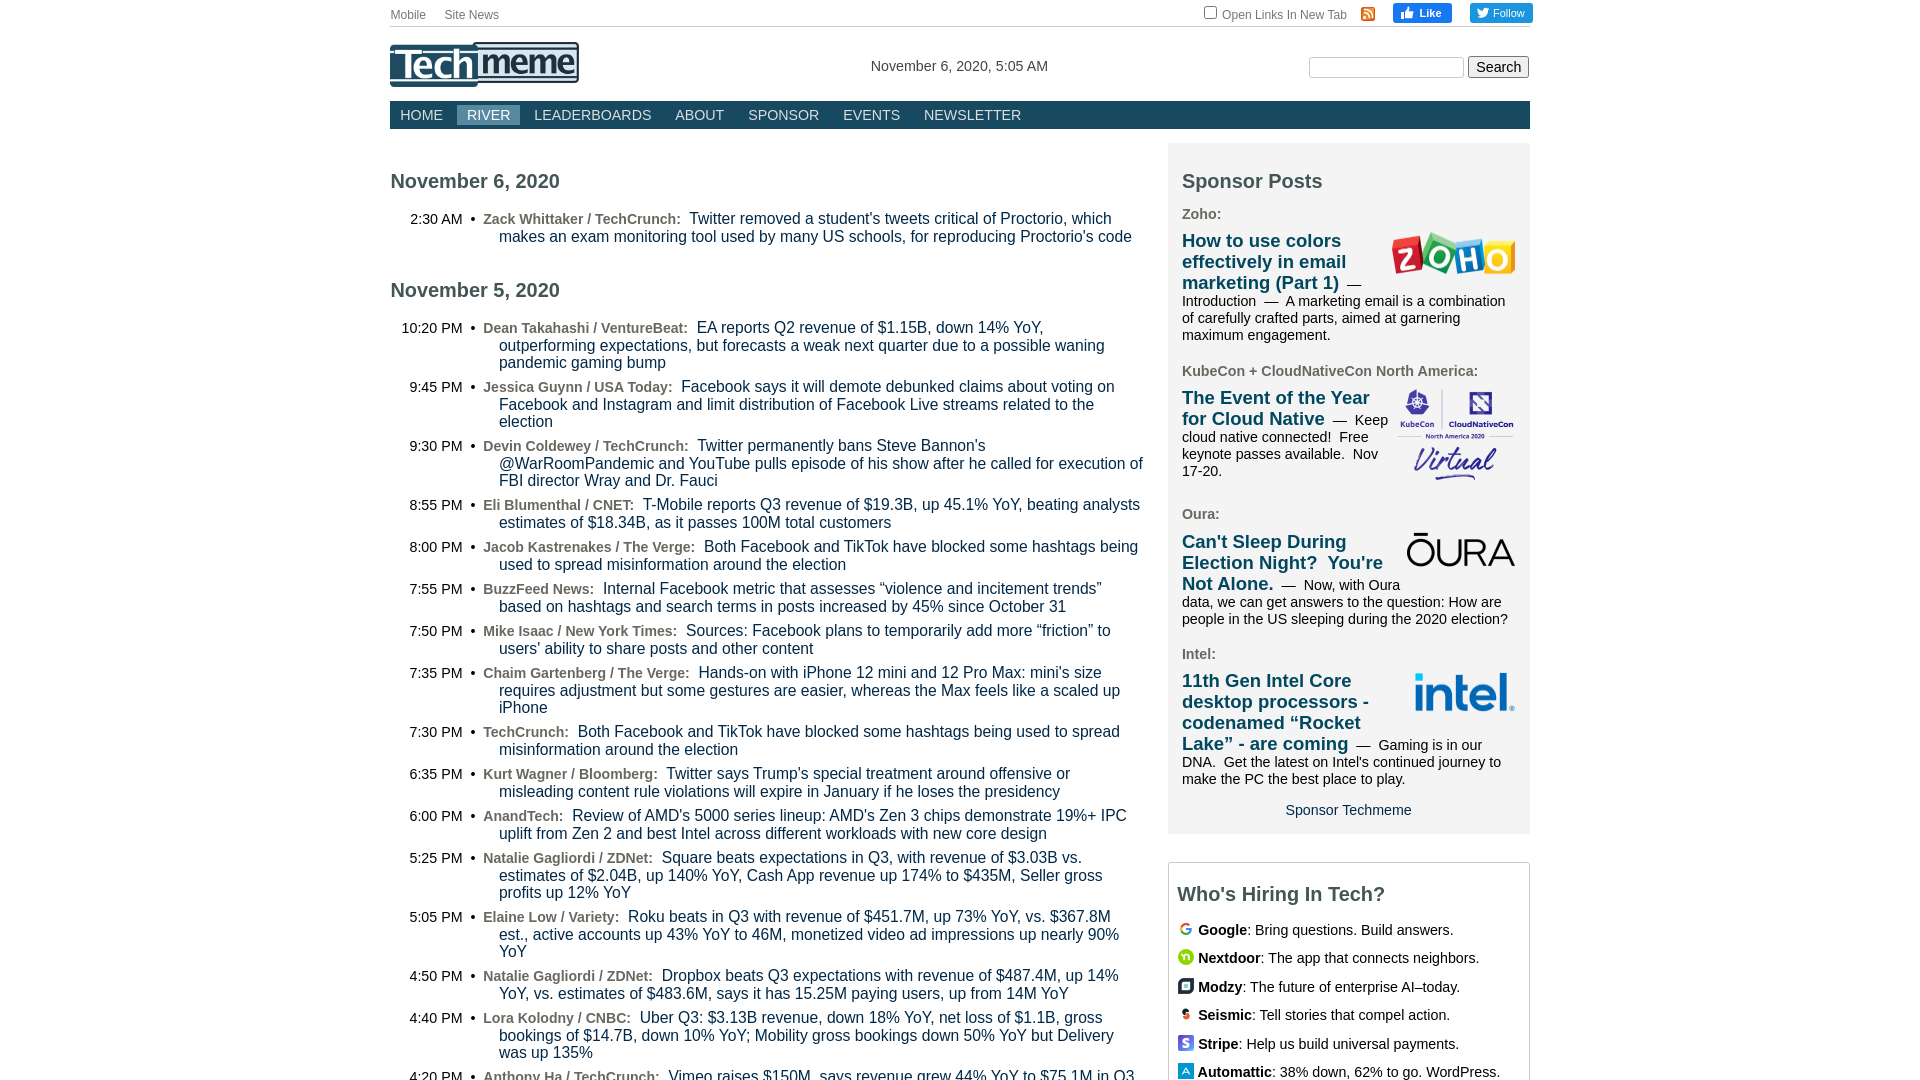 Mobile Site News Open Links In New Tab Like Follow
Techmeme November 6, 2020, 5:05 AM Search
HOME RIVER LEADERBOARDS ABOUT SPONSOR EVENTS NEWSLETTER
November 6, 2020
2:30 AM • Zack Whittaker / TechCrunch: Twitter removed a student's tweets critical of Proctorio, which
makes an exam monitoring tool used by many US schools, for reproducing Proctorio's code
November 5, 2020
10:20 PM • Dean Takahashi / VentureBeat: EA reports Q2 revenue of $1.15B, down 14% YoY,
outperforming expectations, but forecasts a weak next quarter due to a possible waning
pandemic gaming bump
9:45 PM • Jessica Guynn / USA Today: Facebook says it will demote debunked claims about voting on
Facebook and Instagram and limit distribution of Facebook Live streams related to the
election
9:30 PM • Devin Coldewey / TechCrunch: Twitter permanently bans Steve Bannon's
@WarRoomPandemic and YouTube pulls episode of his show after he called for execution of
FBI director Wray and Dr. Fauci
8:55 PM • Eli Blumenthal / CNET: T-Mobile reports Q3 revenue of $19.3B, up 45.1% YoY, beating analysts
estimates of $18.34B, as it passes 100M total customers
8:00 PM • Jacob Kastrenakes / The Verge: Both Facebook and TikTok have blocked some hashtags being
used to spread misinformation around the election
7:55 PM • BuzzFeed News: Internal Facebook metric that assesses “violence and incitement trends”
based on hashtags and search terms in posts increased by 45% since October 31
7:50 PM • Mike Isaac / New York Times: Sources: Facebook plans to temporarily add more “friction” to
users' ability to share posts and other content
7:35 PM • Chaim Gartenberg / The Verge: Hands-on with iPhone 12 mini and 12 Pro Max: mini's size
requires adjustment but some gestures are easier, whereas the Max feels like a scaled up
iPhone
7:30 PM • TechCrunch: Both Facebook and TikTok have blocked some hashtags being used to spread
misinformation around the election
6:35 PM • Kurt Wagner / Bloomberg: Twitter says Trump's special treatment around offensive or
misleading content rule violations will expire in January if he loses the presidency
6:00 PM • AnandTech: Review of AMD's 5000 series lineup: AMD's Zen 3 chips demonstrate 19%+ IPC
uplift from Zen 2 and best Intel across different workloads with new core design
5:25 PM • Natalie Gagliordi / ZDNet: Square beats expectations in Q3, with revenue of $3.03B vs.
estimates of $2.04B, up 140% YoY, Cash App revenue up 174% to $435M, Seller gross
profits up 12% YoY
5:05 PM • Elaine Low / Variety: Roku beats in Q3 with revenue of $451.7M, up 73% YoY, vs. $367.8M
est., active accounts up 43% YoY to 46M, monetized video ad impressions up nearly 90%
YoY
4:50 PM • Natalie Gagliordi / ZDNet: Dropbox beats Q3 expectations with revenue of $487.4M, up 14%
YoY, vs. estimates of $483.6M, says it has 15.25M paying users, up from 14M YoY
4:40 PM • Lora Kolodny / CNBC: Uber Q3: $3.13B revenue, down 18% YoY, net loss of $1.1B, gross
bookings of $14.7B, down 10% YoY; Mobility gross bookings down 50% YoY but Delivery
was up 135%
4:20 PM • Anthony Ha / TechCrunch: Vimeo raises $150M, says revenue grew 44% YoY to $75.1M in Q3
Sponsor Posts
Zoho:
ZOHO
How to use colors
effectively in email
marketing (Part 1) —
Introduction — A marketing email is a combination
of carefully crafted parts, aimed at garnering
maximum engagement.
KubeCon + CloudNativeCon North America:
The Event of the Year
for Cloud Native — Keep
cloud native connected! Free
keynote passes available. Nov
17-20.
KubeCon CloudNativeCon
North America 2020
Virtual
Oura:
ŌURA
Can't Sleep During
Election Night? You're
Not Alone. — Now, with Oura
data, we can get answers to the question: How are
people in the US sleeping during the 2020 election?
Intel:
intel®
11th Gen Intel Core
desktop processors -
codenamed “Rocket
Lake” - are coming — Gaming is in our
DNA. Get the latest on Intel's continued journey to
make the PC the best place to play.
Sponsor Techmeme
Who's Hiring In Tech?
Google: Bring questions. Build answers.
Nextdoor: The app that connects neighbors.
Modzy: The future of enterprise AI–today.
Seismic: Tell stories that compel action.
Stripe: Help us build universal payments.
Automattic: 38% down, 62% to go. WordPress.